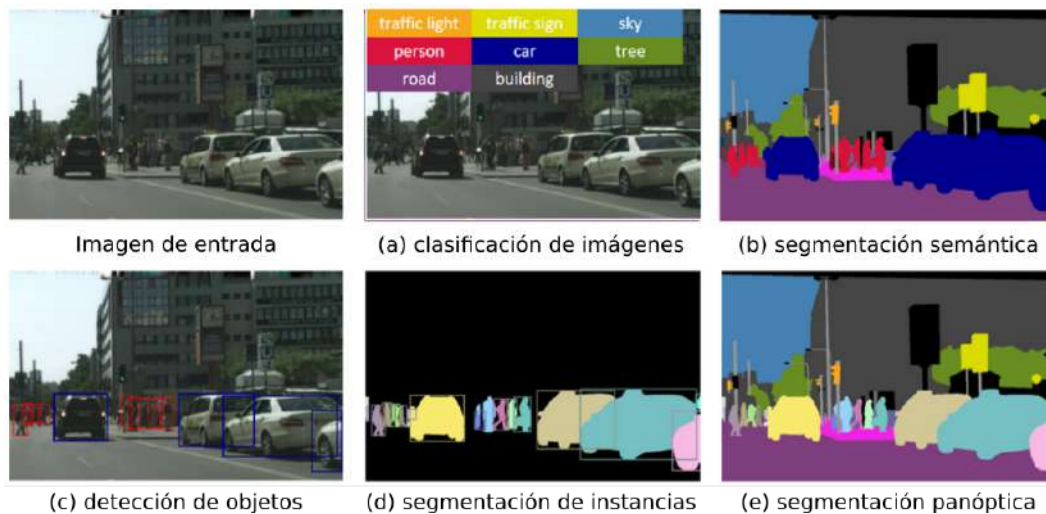 traffic light traffic sign sky
person car tree
road building
Imagen de entrada
(a) clasificación de imágenes
(b) segmentación semántica
(c) detección de objetos
(d) segmentación de instancias
(e) segmentación panóptica